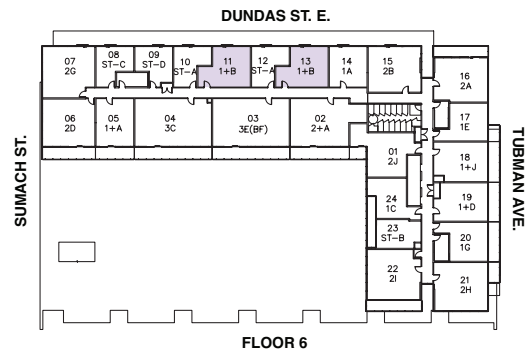 DUNDAS ST. E.
07
2G
08
ST-C
09
ST-D
10
ST-A
11
1+B
12
ST-A
13
1+B
14
1A
15
2B
16
2A
06
2D
05
1+A
04
3C
03
3E(BF)
02
2+A
17
1E
01
2J
18
1+J
24
1C
19
1+D
23
ST-B
20
1G
22
2I
21
2H
SUMACH ST.
TUBMAN AVE.
FLOOR 6